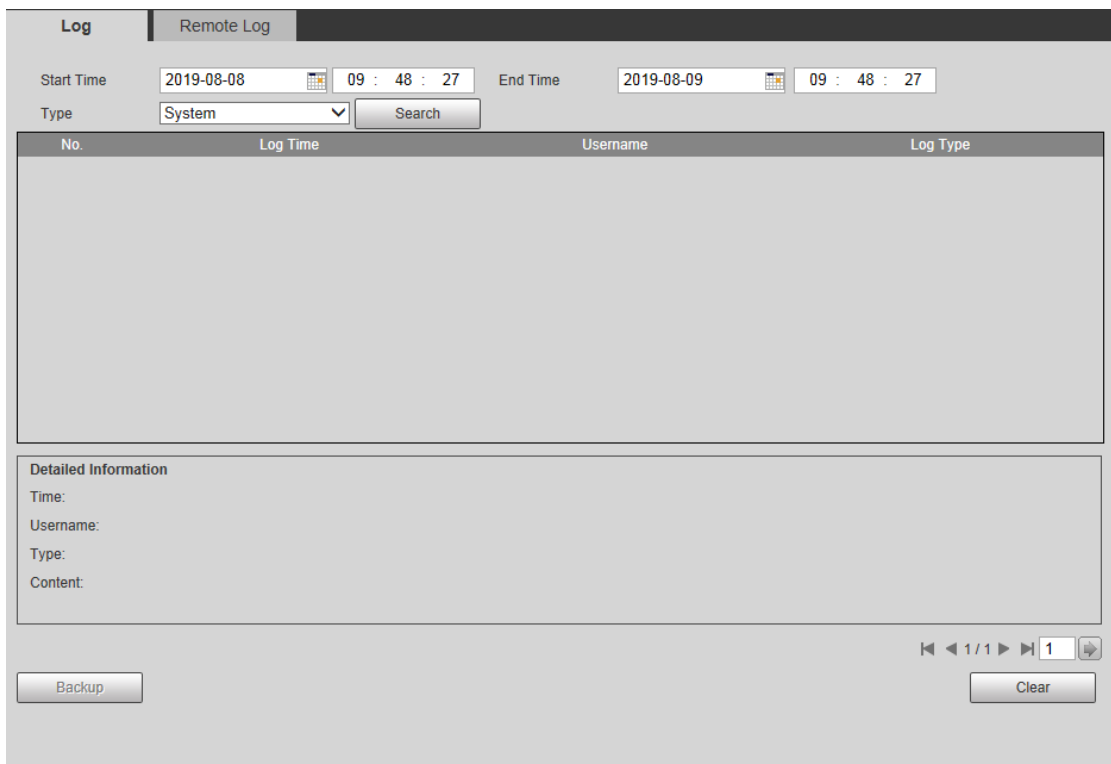 Log Remote Log
Start Time 2019-08-08 09 : 48 : 27 End Time 2019-08-09 09 : 48 : 27
Type System Search
No. Log Time Username Log Type
Detailed Information
Time:
Username:
Type:
Content:
1 / 1 1
Backup Clear